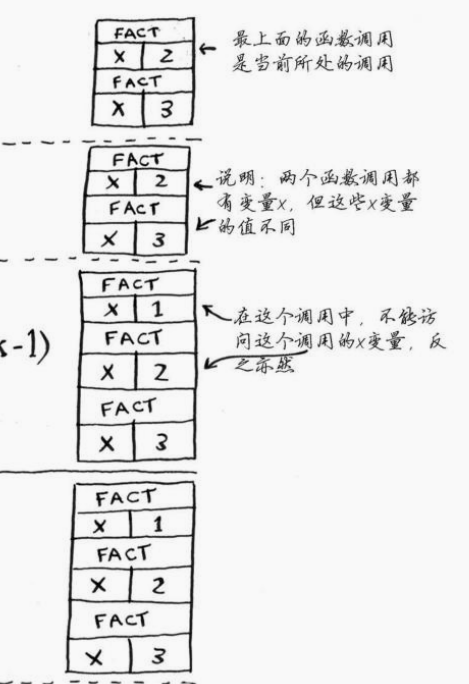 FACT
X 2
FACT
X 3
最上面的函数调用
是当前所处的调用
FACT
X 2
FACT
X 3
说明：两个函数调用都
有变量X，但这些X变量
的值不同
-1)
FACT
X 1
FACT
X 2
FACT
X 3
在这个调用中，不能访
问这个调用的X变量，反
之亦然
FACT
X 1
FACT
X 2
FACT
X 3